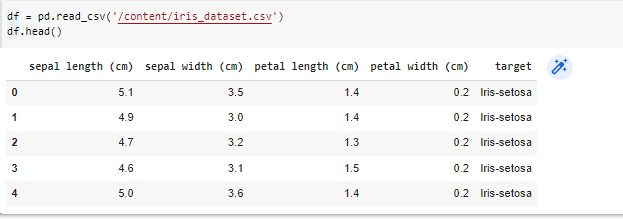 df = pd.read_csv('/content/iris_dataset.csv')
df.head()
sepal length (cm) sepal width (cm) petal length (cm) petal width (cm) target
0 5.1 3.5 1.4 0.2 Iris-setosa
1 4.9 3.0 1.4 0.2 Iris-setosa
2 4.7 3.2 1.3 0.2 Iris-setosa
3 4.6 3.1 1.5 0.2 Iris-setosa
4 5.0 3.6 1.4 0.2 Iris-setosa